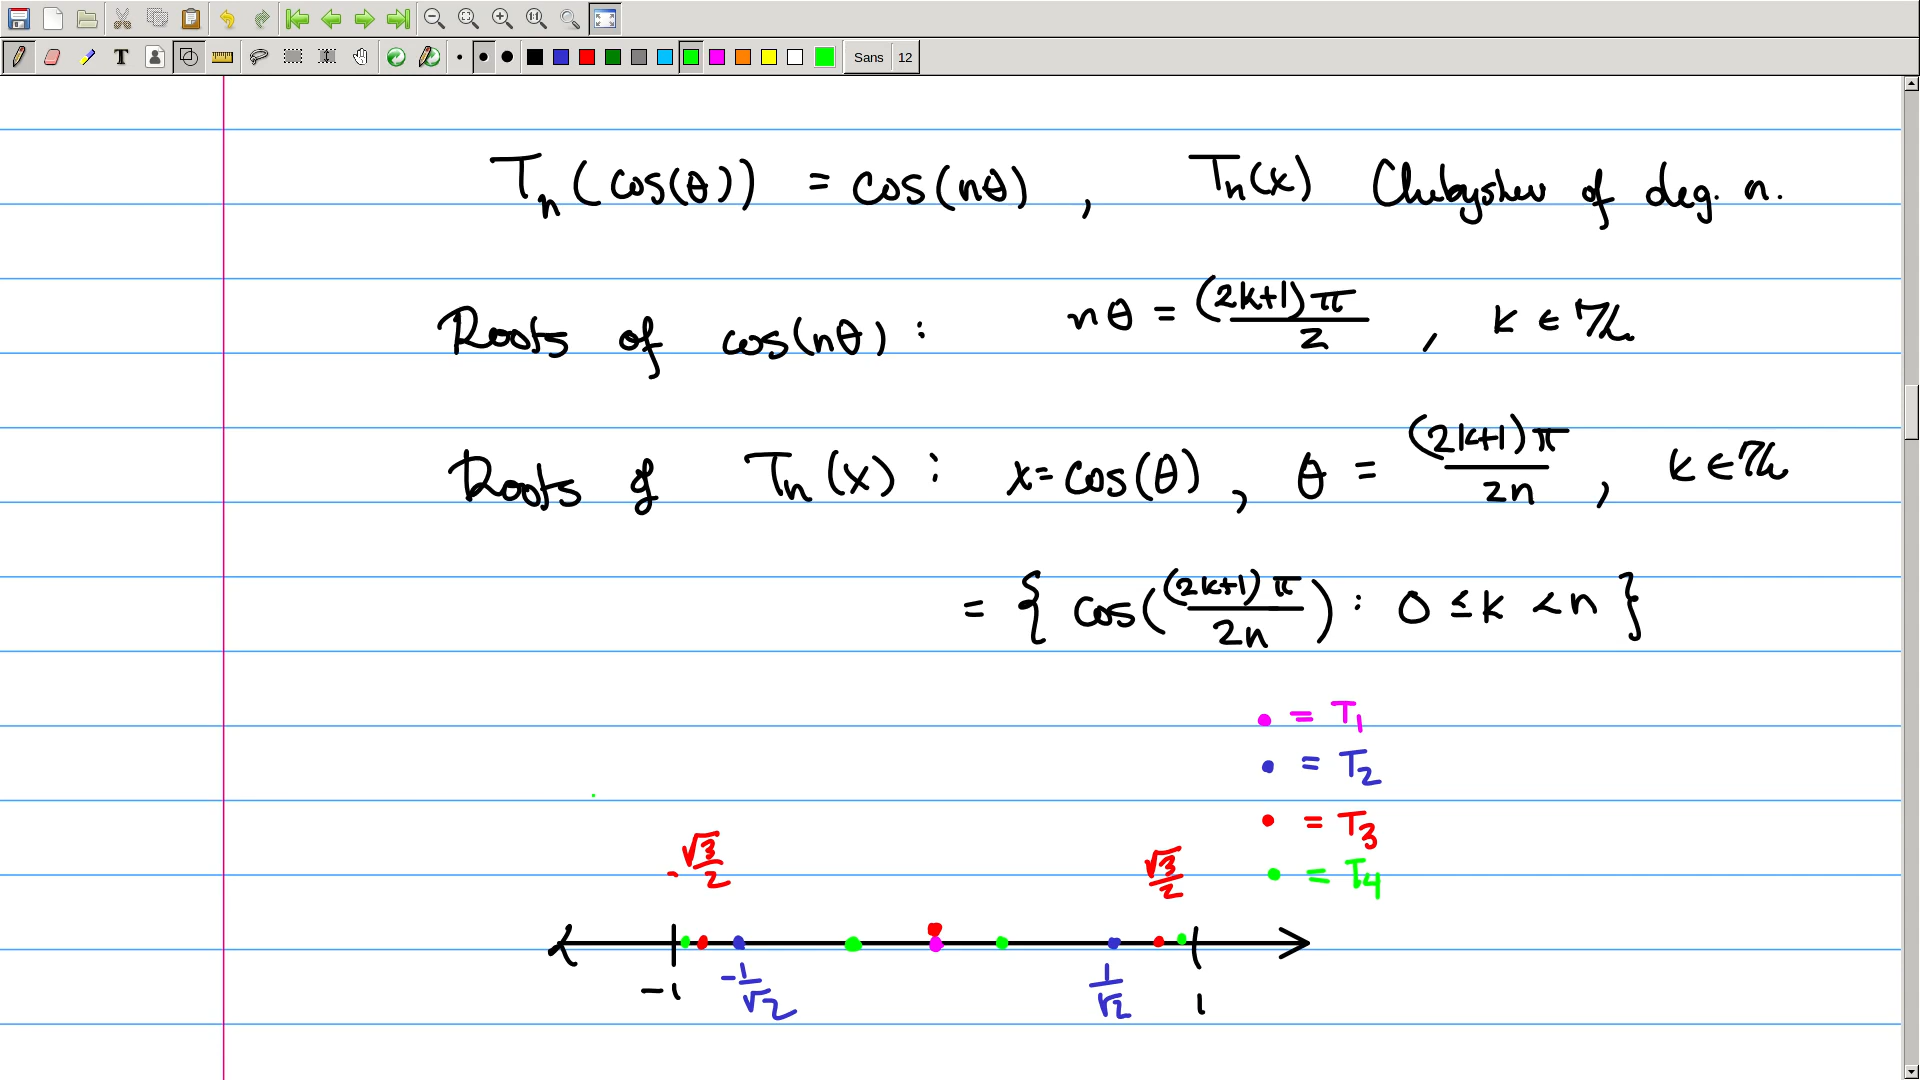 Sans 12
Tₙ(cos(θ)) = cos(nθ) , Tₙ(x) Chebyshev of deg. n.
Roots of cos(nθ) : nθ = (2k+1)π/2 , k ∈ ℤ
Roots of Tₙ(x) : x = cos(θ) , θ = (2k+1)π/2n , k ∈ ℤ
= { cos((2k+1)π/2n) : 0 ≤ k < n }
• = T₁
• = T₂
• = T₃
• = T₄
-√3/2 √3/2
-1 -1/√2 1/√2 1